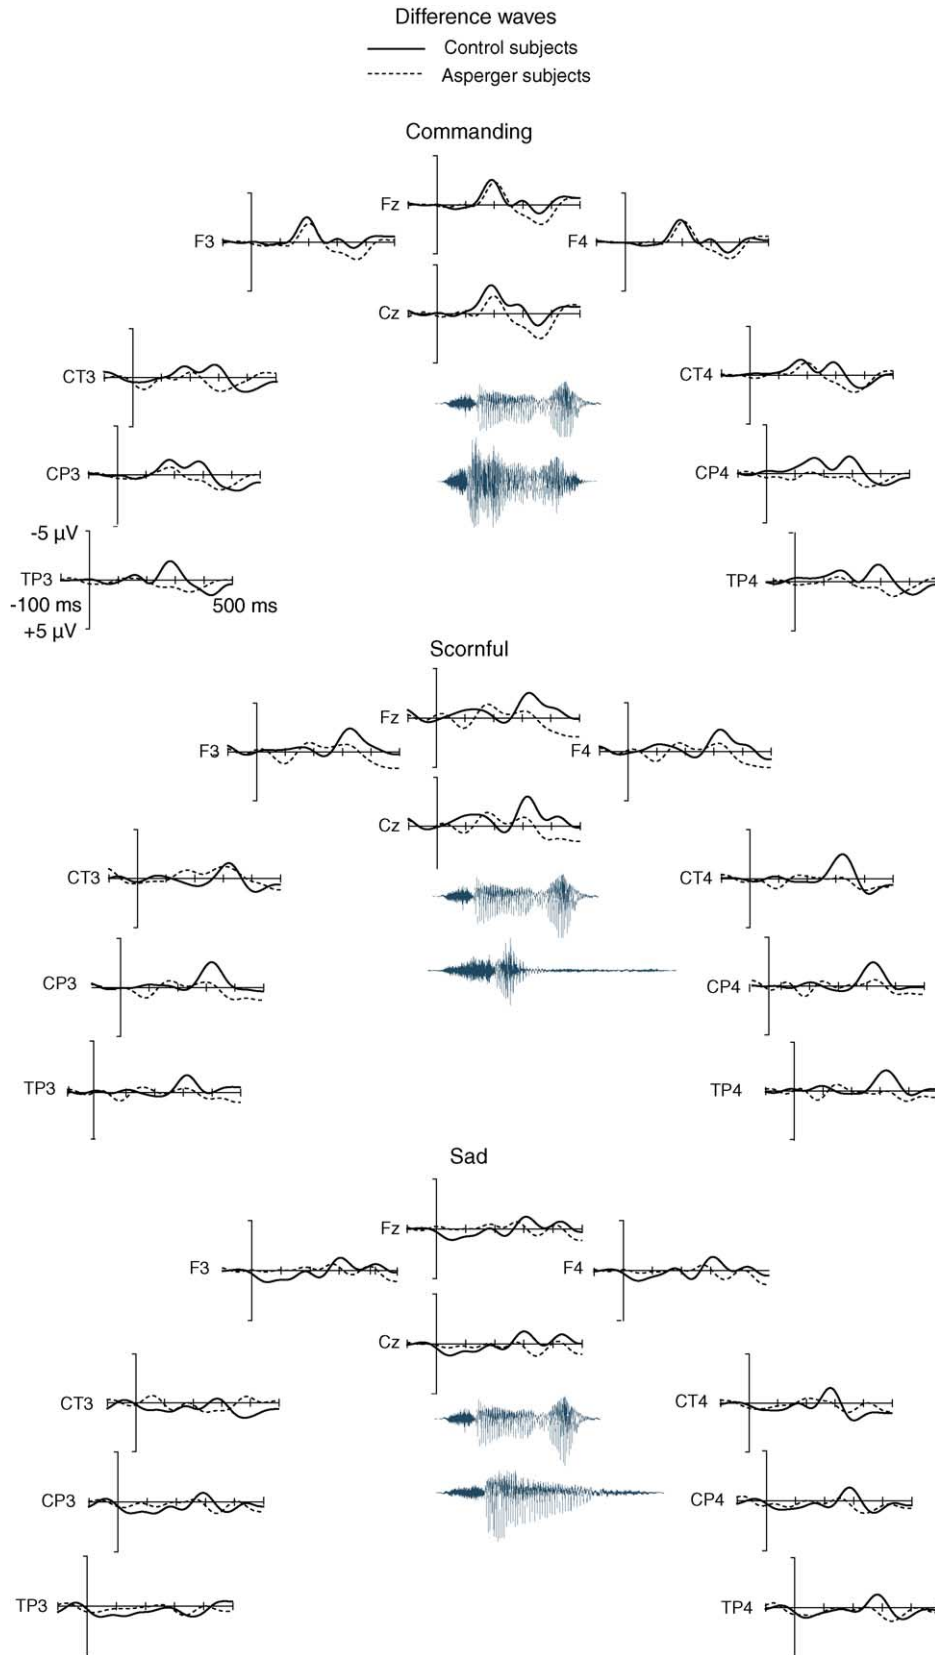 Difference waves
Control subjects
Asperger subjects
Commanding
Fz
F3
F4
Cz
CT3
CT4
CP3
CP4
-5 µV
TP3
TP4
-100 ms
500 ms
+5 µV
Scornful
Fz
F3
F4
Cz
CT3
CT4
CP3
CP4
TP3
TP4
Sad
Fz
F3
F4
Cz
CT3
CT4
CP3
CP4
TP3
TP4